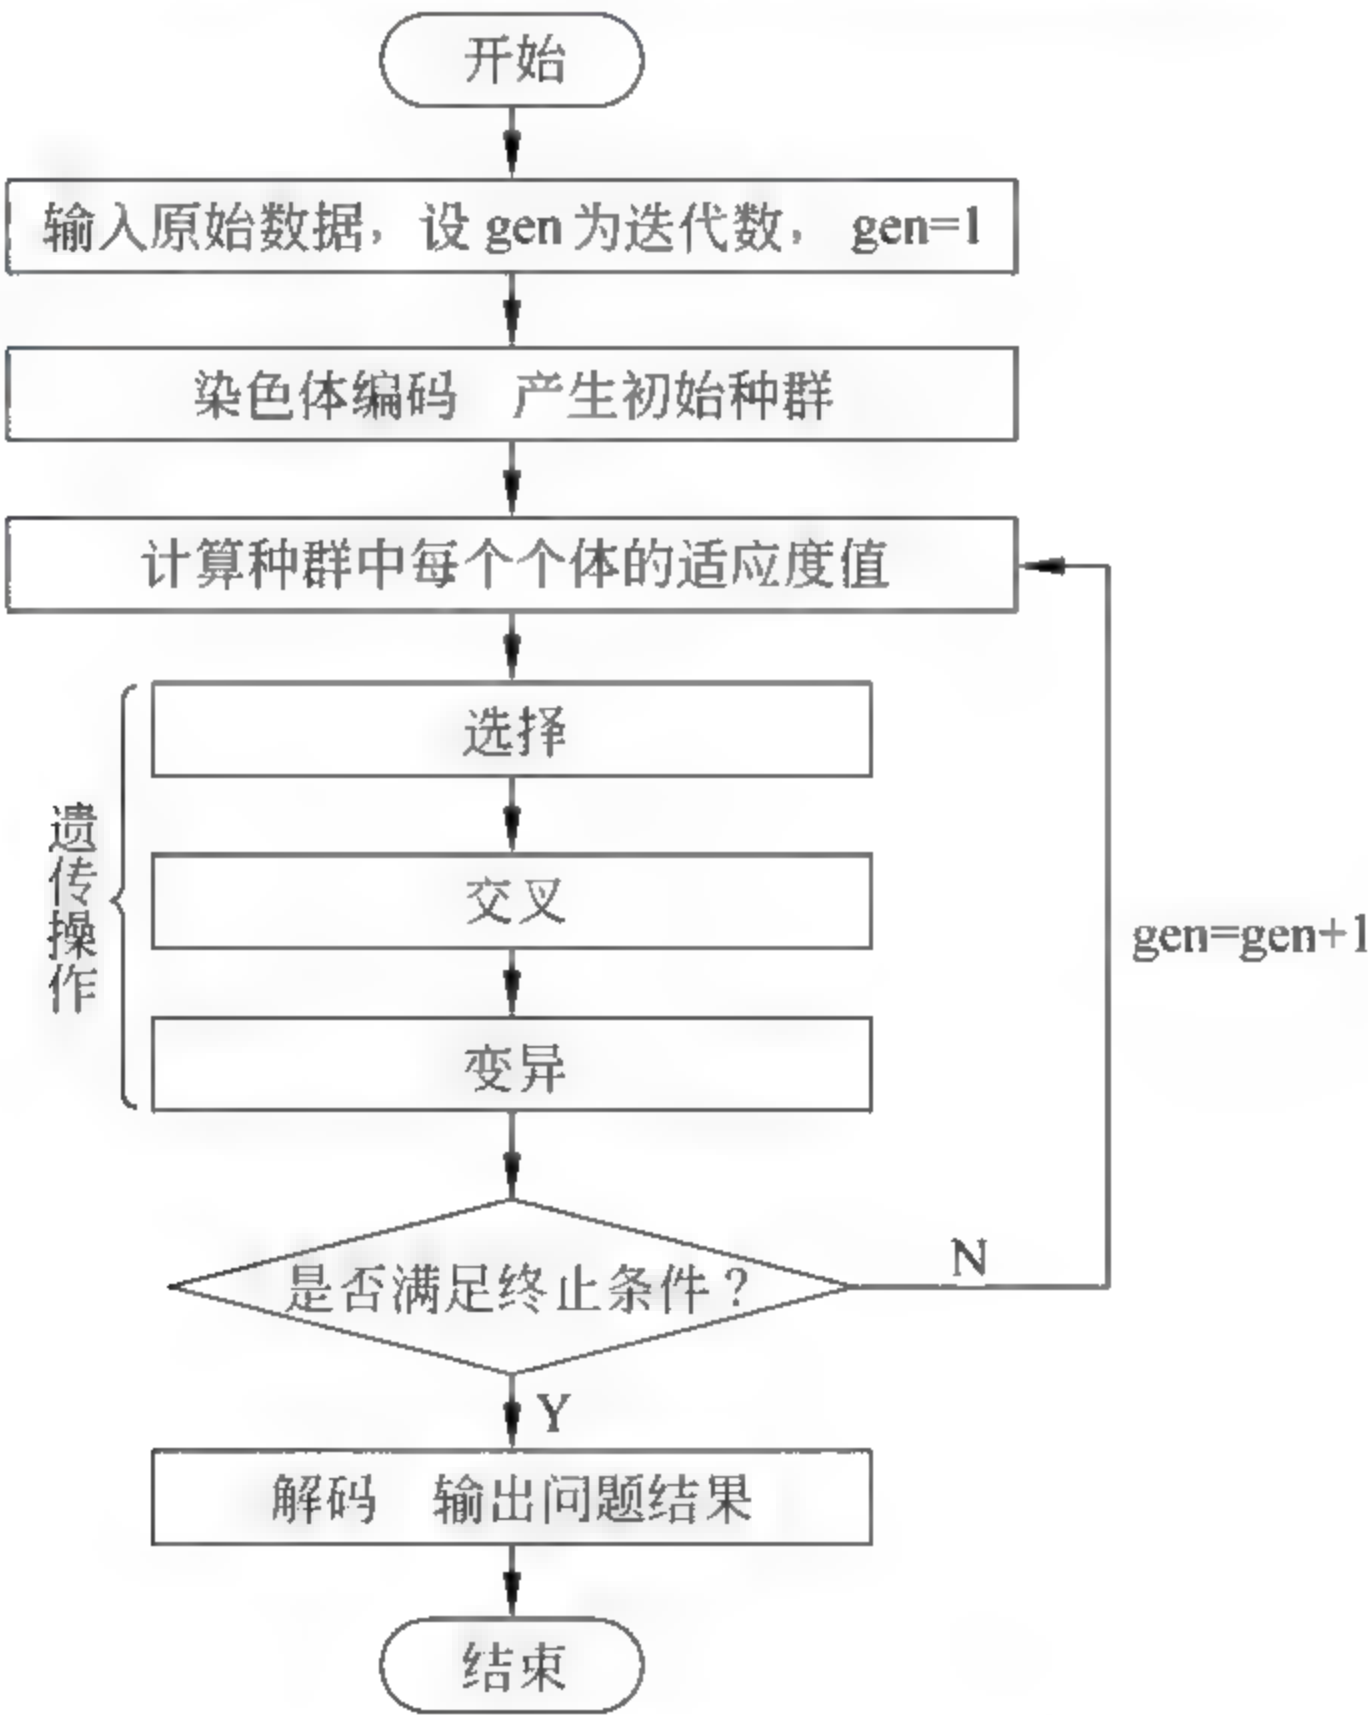 开始
输入原始数据，设 gen 为迭代数， gen=1
染色体编码 产生初始种群
计算种群中每个个体的适应度值
选择
遗传操作
交叉
gen=gen+1
变异
是否满足终止条件？
N
Y
解码 输出问题结果
结束